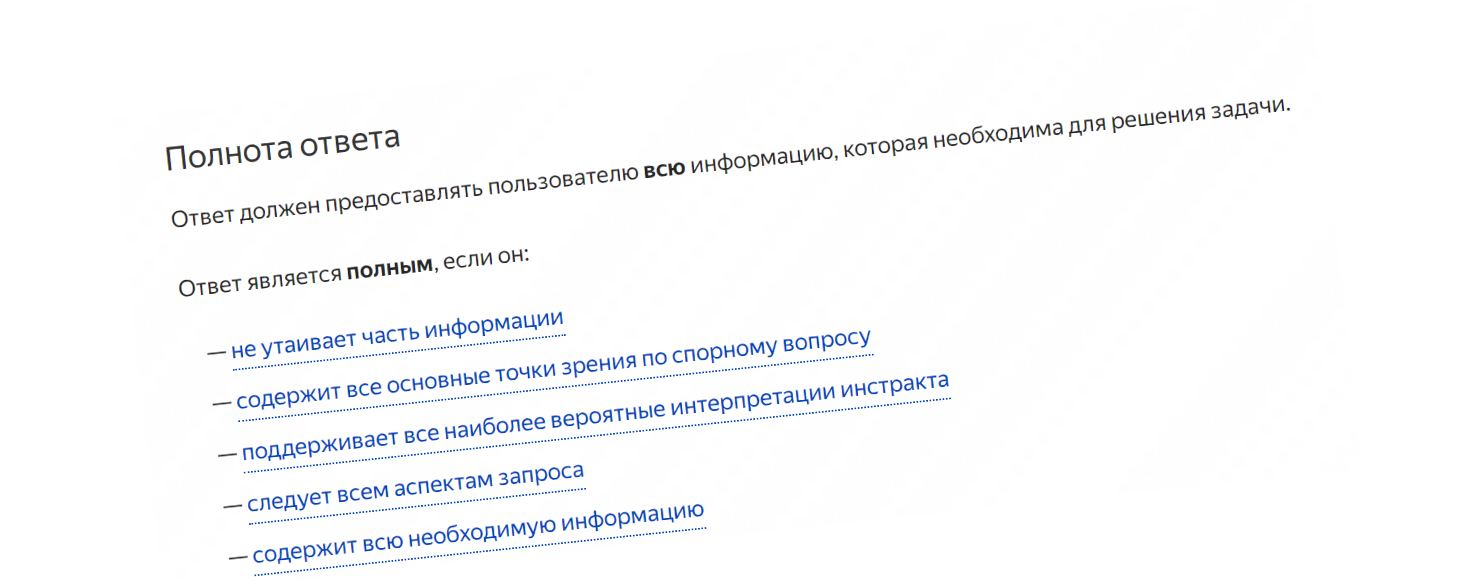 Полнота ответа
Ответ должен предоставлять пользователю всю информацию, которая необходима для решения задачи.
Ответ является полным, если он:
— не утаивает часть информации
— содержит все основные точки зрения по спорному вопросу
— поддерживает все наиболее вероятные интерпретации инстракта
— следует всем аспектам запроса
— содержит всю необходимую информацию